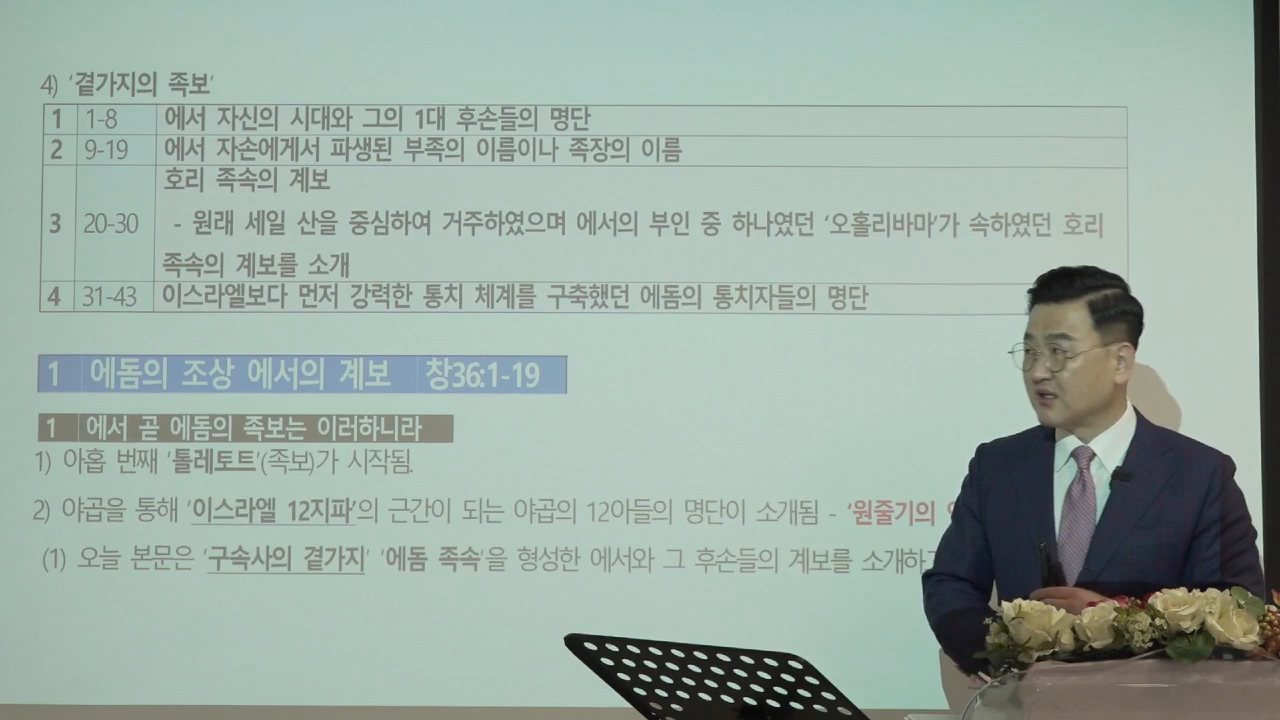 4) '곁가지의 족보'
1 1-8 에서 자신의 시대와 그의 1대 후손들의 명단
2 9-19 에서 자손에게서 파생된 부족의 이름이나 족장의 이름
호리 족속의 계보
3 20-30 - 원래 세일 산을 중심하여 거주하였으며 에서의 부인 중 하나였던 '오홀리바마'가 속하였던 호리
족속의 계보를 소개
4 31-43 이스라엘보다 먼저 강력한 통치 체계를 구축했던 에돔의 통치자들의 명단
1 에돔의 조상 에서의 계보 창36:1-19
1 에서 곧 에돔의 족보는 이러하니라
1) 아홉 번째 '톨레토트'(족보)가 시작됨.
2) 야곱을 통해 '이스라엘 12지파'의 근간이 되는 야곱의 12아들의 명단이 소개됨 - '원줄기의
(1) 오늘 본문은 '구속사의 곁가지' '에돔 족속'을 형성한 에서와 그 후손들의 계보를 소개하